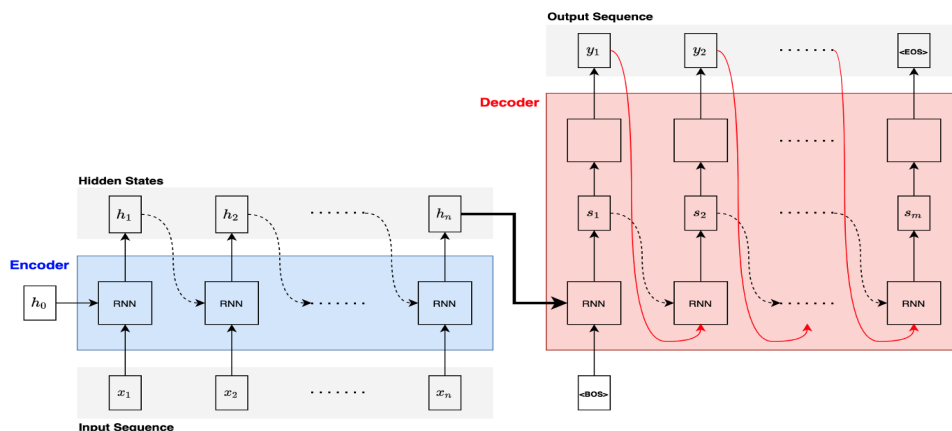 Output Sequence
y₁ y₂ ........ <EOS>
Decoder
........
Hidden States
h₁ h₂ ........ hₙ
s₁ s₂ ........ sₘ
Encoder
h₀ RNN RNN ........ RNN
RNN RNN ........ RNN
x₁ x₂ ........ xₙ
<BOS>
Input Sequence